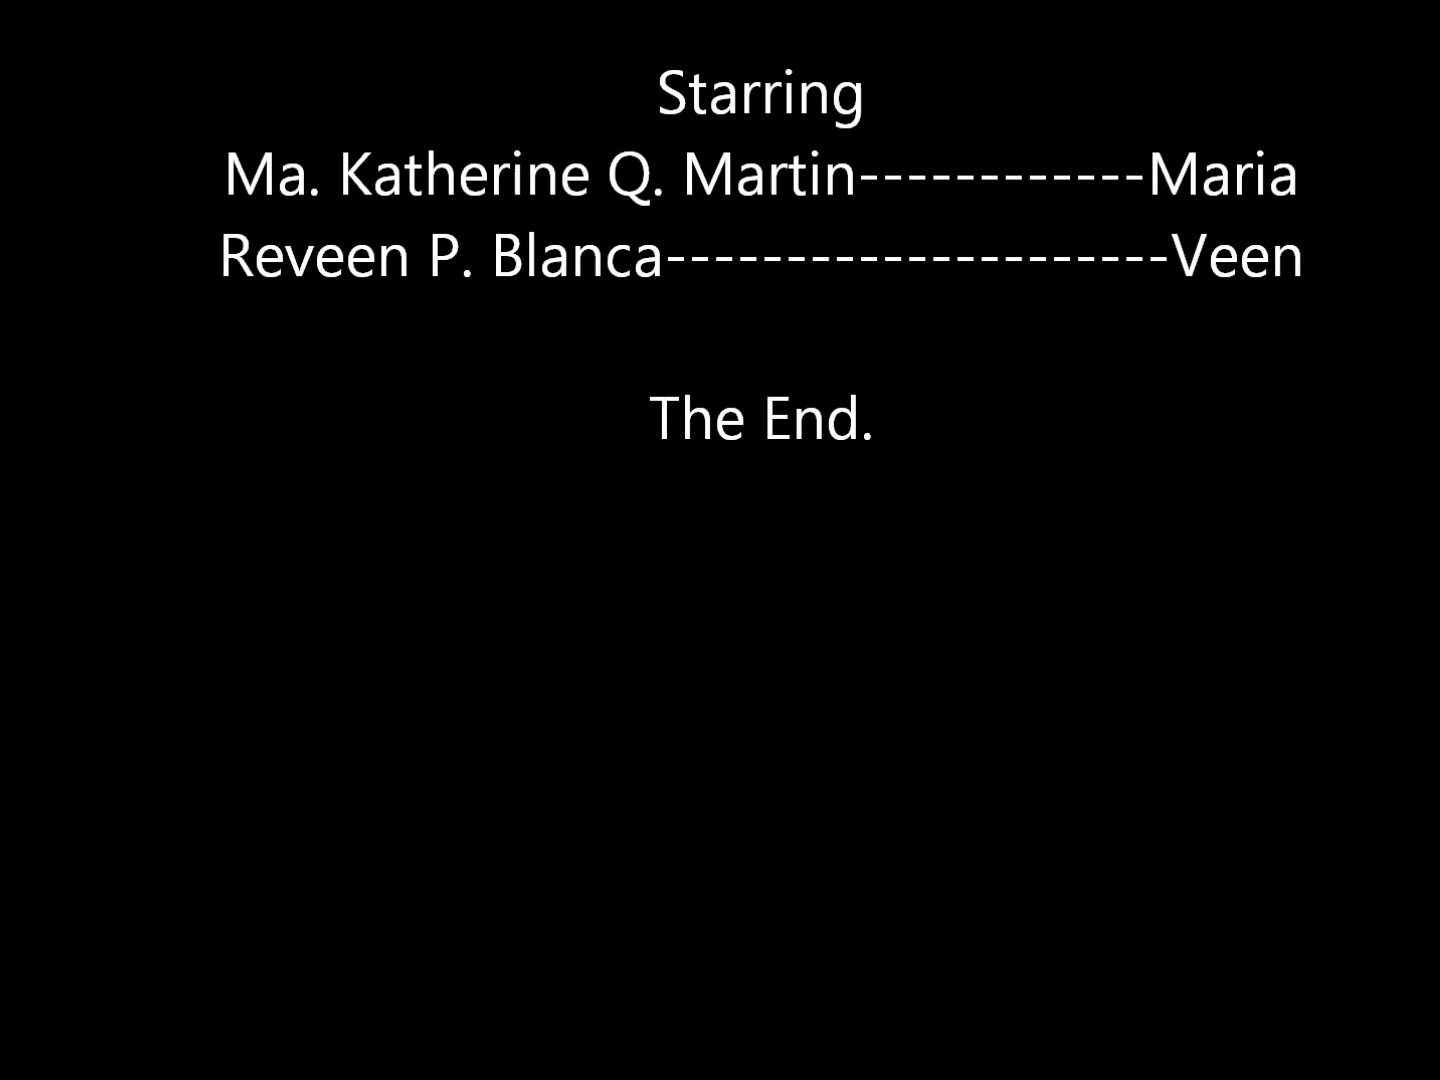 Starring
Ma. Katherine Q. Martin------------Maria
Reveen P. Blanca---------------------Veen
The End.